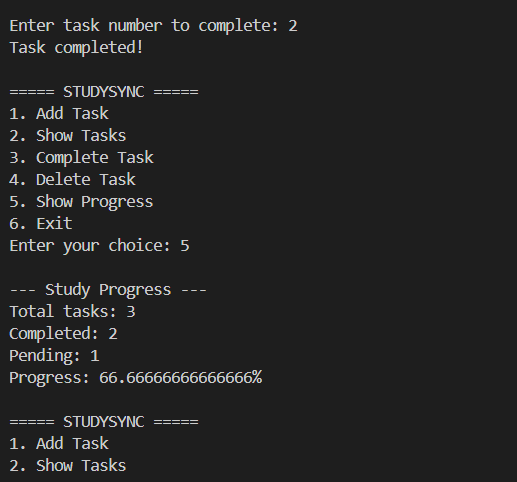 Enter task number to complete: 2
Task completed!
===== STUDYSYNC =====
1. Add Task
2. Show Tasks
3. Complete Task
4. Delete Task
5. Show Progress
6. Exit
Enter your choice: 5
--- Study Progress ---
Total tasks: 3
Completed: 2
Pending: 1
Progress: 66.66666666666666%
===== STUDYSYNC =====
1. Add Task
2. Show Tasks